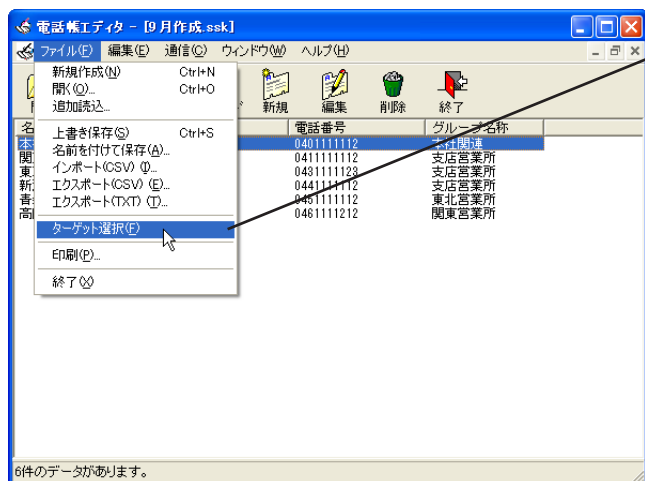 電話帳エディタ - [9月作成.ssk]
ファイル(F) 編集(E) 通信(C) ウィンドウ(W) ヘルプ(H)
新規作成(N) Ctrl+N
開く(O)... Ctrl+O
追加読込...
上書き保存(S) Ctrl+S
名前を付けて保存(A)...
インポート(CSV) (I)...
エクスポート(CSV) (E)...
エクスポート(TXT) (T)...
ターゲット選択(F)
印刷(P)...
終了(X)
新規 編集 削除 終了
名 電話番号 グループ名称
本 0401111112 本社関連
関 0411111112 支店営業所
東 0431111123 支店営業所
新 0441111112 支店営業所
青 0451111112 東北営業所
高 0461111212 関東営業所
6件のデータがあります。